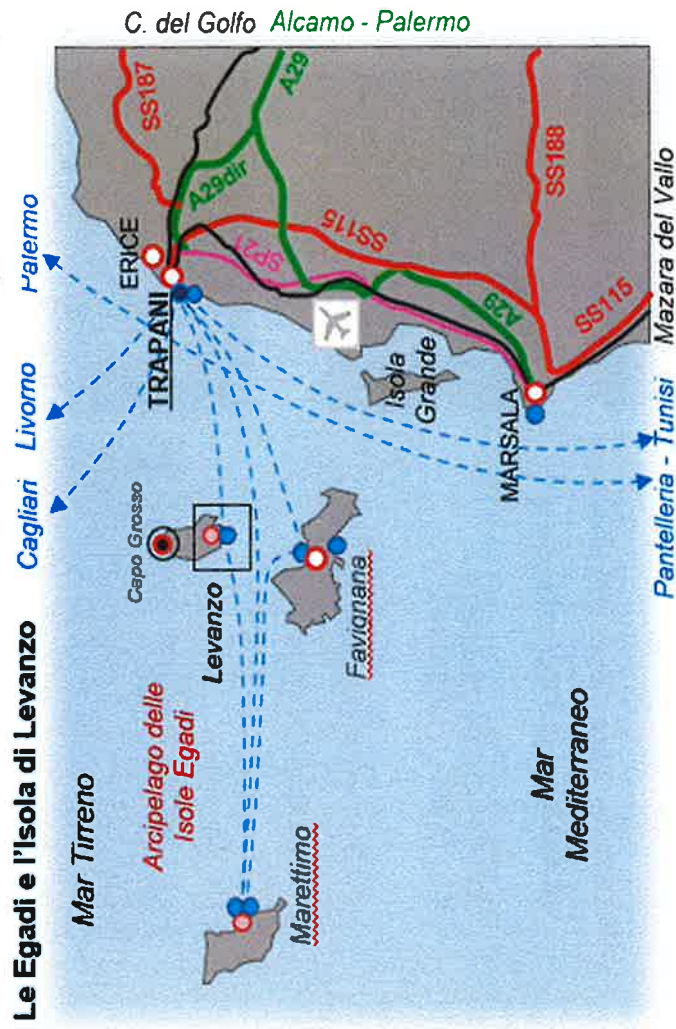 Le Egadi e l'Isola di Levanzo
Cagliari
Livorno
Palermo
C. del Golfo
Alcamo - Palermo
Mar Tirreno
Capo Grosso
ERICE
TRAPANI
SS187
A29dir
A29
Arcipelago delle
Isole Egadi
Levanzo
SP21
SS115
Marettimo
Favignana
Isola
Grande
A29
SS188
MARSALA
SS115
Mar
Mediterraneo
Pantelleria - Tunisi
Mazara del Vallo